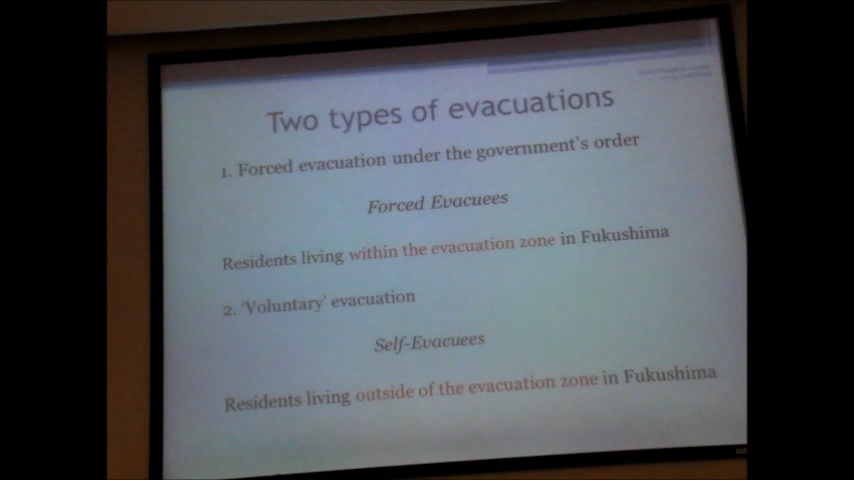 Two types of evacuations
1. Forced evacuation under the government's order
Forced Evacuees
Residents living within the evacuation zone in Fukushima
2. 'Voluntary' evacuation
Self-Evacuees
Residents living outside of the evacuation zone in Fukushima